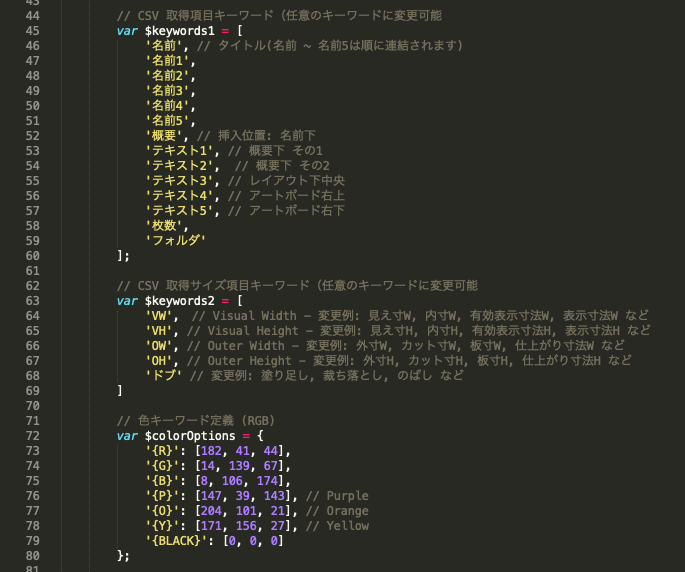 43
44 // CSV 取得項目キーワード（任意のキーワードに変更可能
45 var $keywords1 = [
46 '名前', // タイトル(名前 ~ 名前5は順に連結されます)
47 '名前1',
48 '名前2',
49 '名前3',
50 '名前4',
51 '名前5',
52 '概要', // 挿入位置: 名前下
53 'テキスト1', // 概要下 その1
54 'テキスト2',  // 概要下 その2
55 'テキスト3', // レイアウト下中央
56 'テキスト4', // アートボード右上
57 'テキスト5', // アートボード右下
58 '枚数',
59 'フォルダ'
60 ];
61
62 // CSV 取得サイズ項目キーワード（任意のキーワードに変更可能
63 var $keywords2 = [
64 'VW',  // Visual Width – 変更例: 見え寸W, 内寸W, 有効表示寸法W, 表示寸法W など
65 'VH', // Visual Height – 変更例: 見え寸H, 内寸H, 有効表示寸法H, 表示寸法H など
66 'OW', // Outer Width – 変更例: 外寸W, カット寸W, 板寸W, 仕上がり寸法W など
67 'OH', // Outer Height – 変更例: 外寸H, カット寸H, 板寸H, 仕上がり寸法H など
68 'ドブ' // 変更例: 塗り足し, 裁ち落とし, のばし など
69 ]
70
71 // 色キーワード定義 (RGB)
72 var $colorOptions = {
73 '{R}': [182, 41, 44],
74 '{G}': [14, 139, 67],
75 '{B}': [8, 106, 174],
76 '{P}': [147, 39, 143], // Purple
77 '{O}': [204, 101, 21], // Orange
78 '{Y}': [171, 156, 27], // Yellow
79 '{BLACK}': [0, 0, 0]
80 };
81